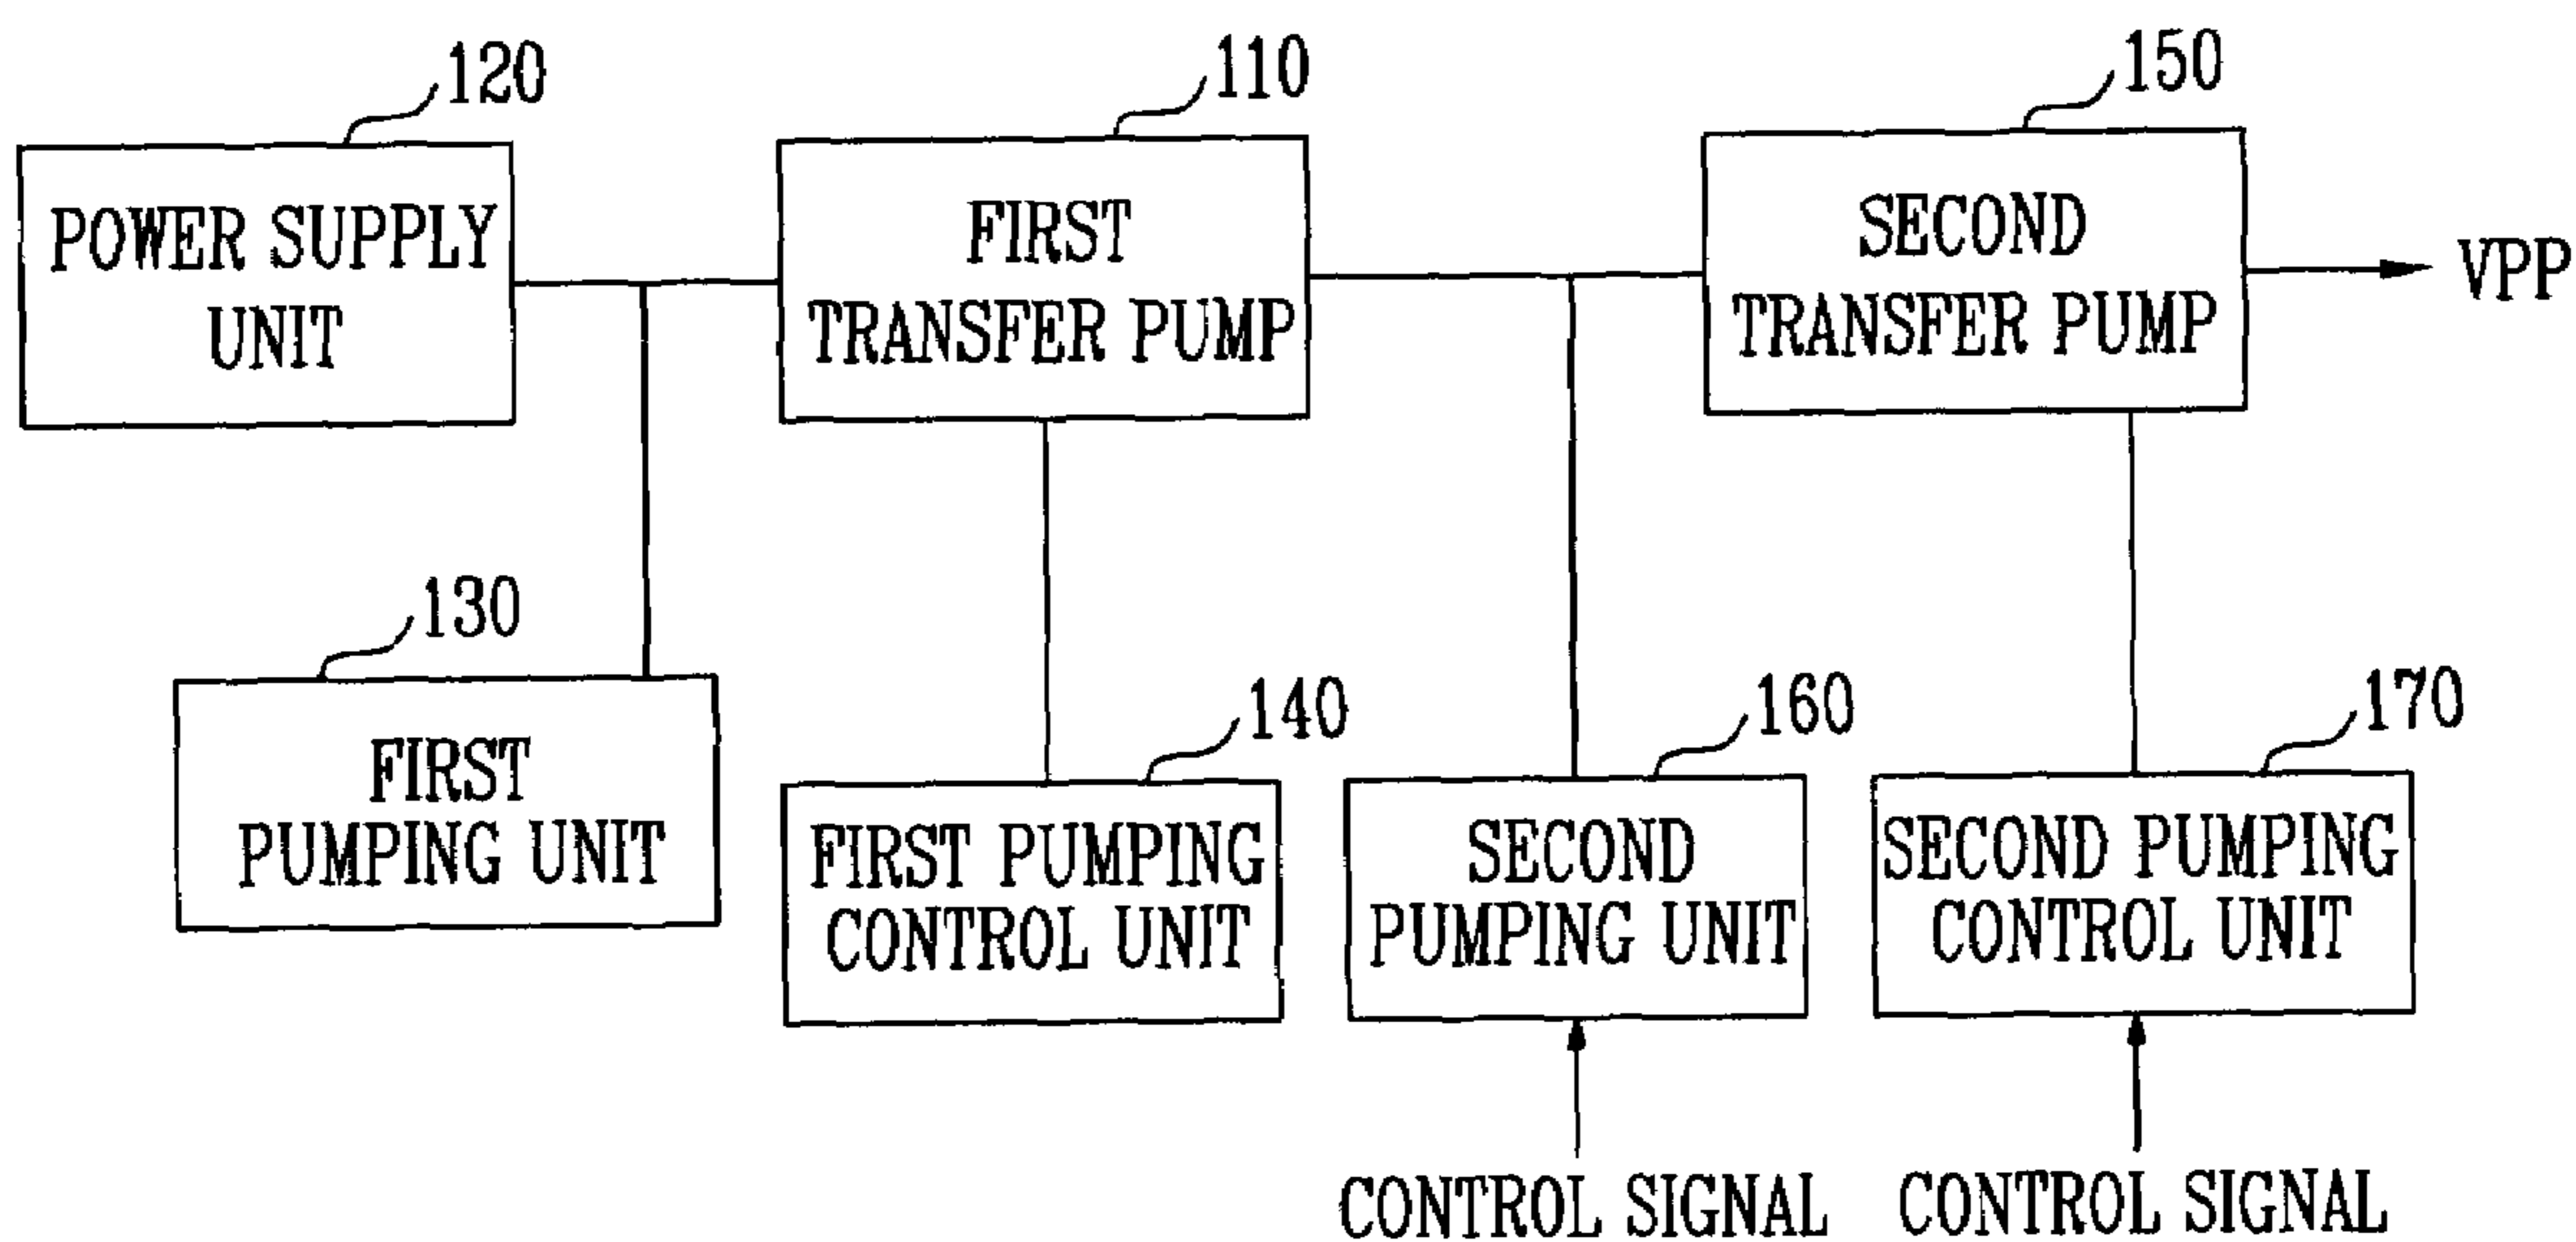 120
110
150
POWER SUPPLY
UNIT
FIRST
TRANSFER PUMP
SECOND
TRANSFER PUMP
VPP
130
FIRST
PUMPING UNIT
140
FIRST PUMPING
CONTROL UNIT
160
SECOND
PUMPING UNIT
170
SECOND PUMPING
CONTROL UNIT
CONTROL SIGNAL
CONTROL SIGNAL